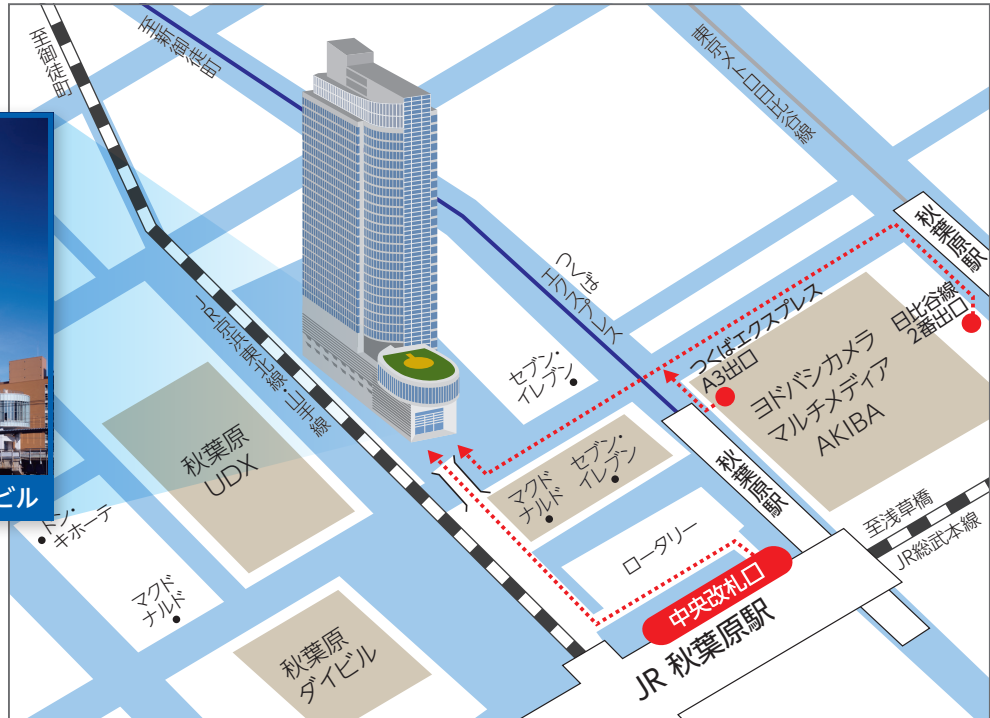 至御徒町
至新御徒町
東京メトロ日比谷線
秋葉原駅
つくば
エクスプレス
つくばエクスプレス
A3出口
日比谷線
2番出口
ヨドバシカメラ
マルチメディア
AKIBA
JR京浜東北線・山手線
セブン・
イレブン
秋葉原
UDX
マクド
ナルド
セブン・
イレブン
秋葉原駅
至浅草橋
JR総武本線
ビル
ドン・
キホーテ
ロータリー
マクド
ナルド
中央改札口
JR 秋葉原駅
秋葉原
ダイビル